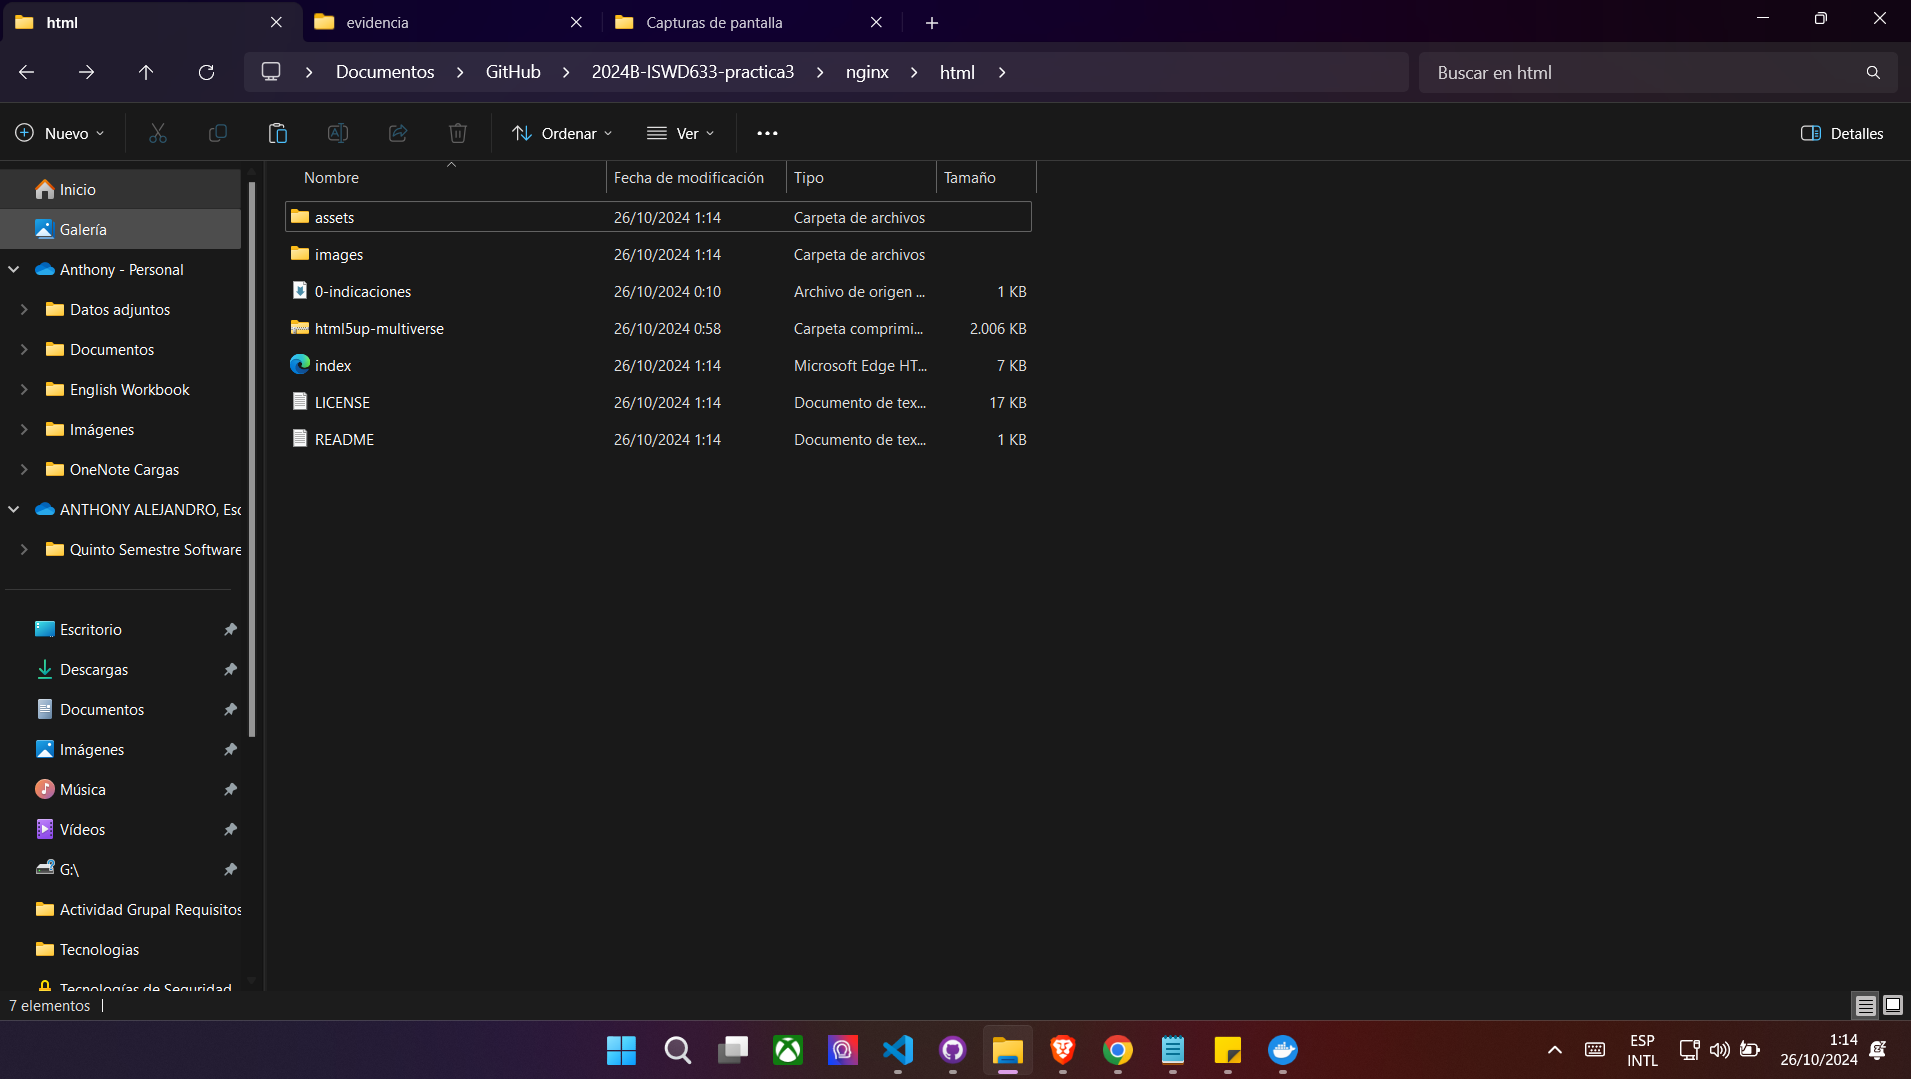 html
evidencia
Capturas de pantalla
Documentos
GitHub
2024B-ISWD633-practica3
nginx
html
Buscar en html
Nuevo
Ordenar
Ver
Detalles
Nombre
Fecha de modificación
Tipo
Tamaño
assets 26/10/2024 1:14 Carpeta de archivos
images 26/10/2024 1:14 Carpeta de archivos
0-indicaciones 26/10/2024 0:10 Archivo de origen ... 1 KB
html5up-multiverse 26/10/2024 0:58 Carpeta comprimi... 2.006 KB
index 26/10/2024 1:14 Microsoft Edge HT... 7 KB
LICENSE 26/10/2024 1:14 Documento de tex... 17 KB
README 26/10/2024 1:14 Documento de tex... 1 KB
Inicio
Galería
Anthony - Personal
Datos adjuntos
Documentos
English Workbook
Imágenes
OneNote Cargas
ANTHONY ALEJANDRO, Esc
Quinto Semestre Software
Escritorio
Descargas
Documentos
Imágenes
Música
Vídeos
G:\
Actividad Grupal Requisitos
Tecnologias
Tecnologías de Seguridad
7 elementos
ESP
INTL
1:14
26/10/2024